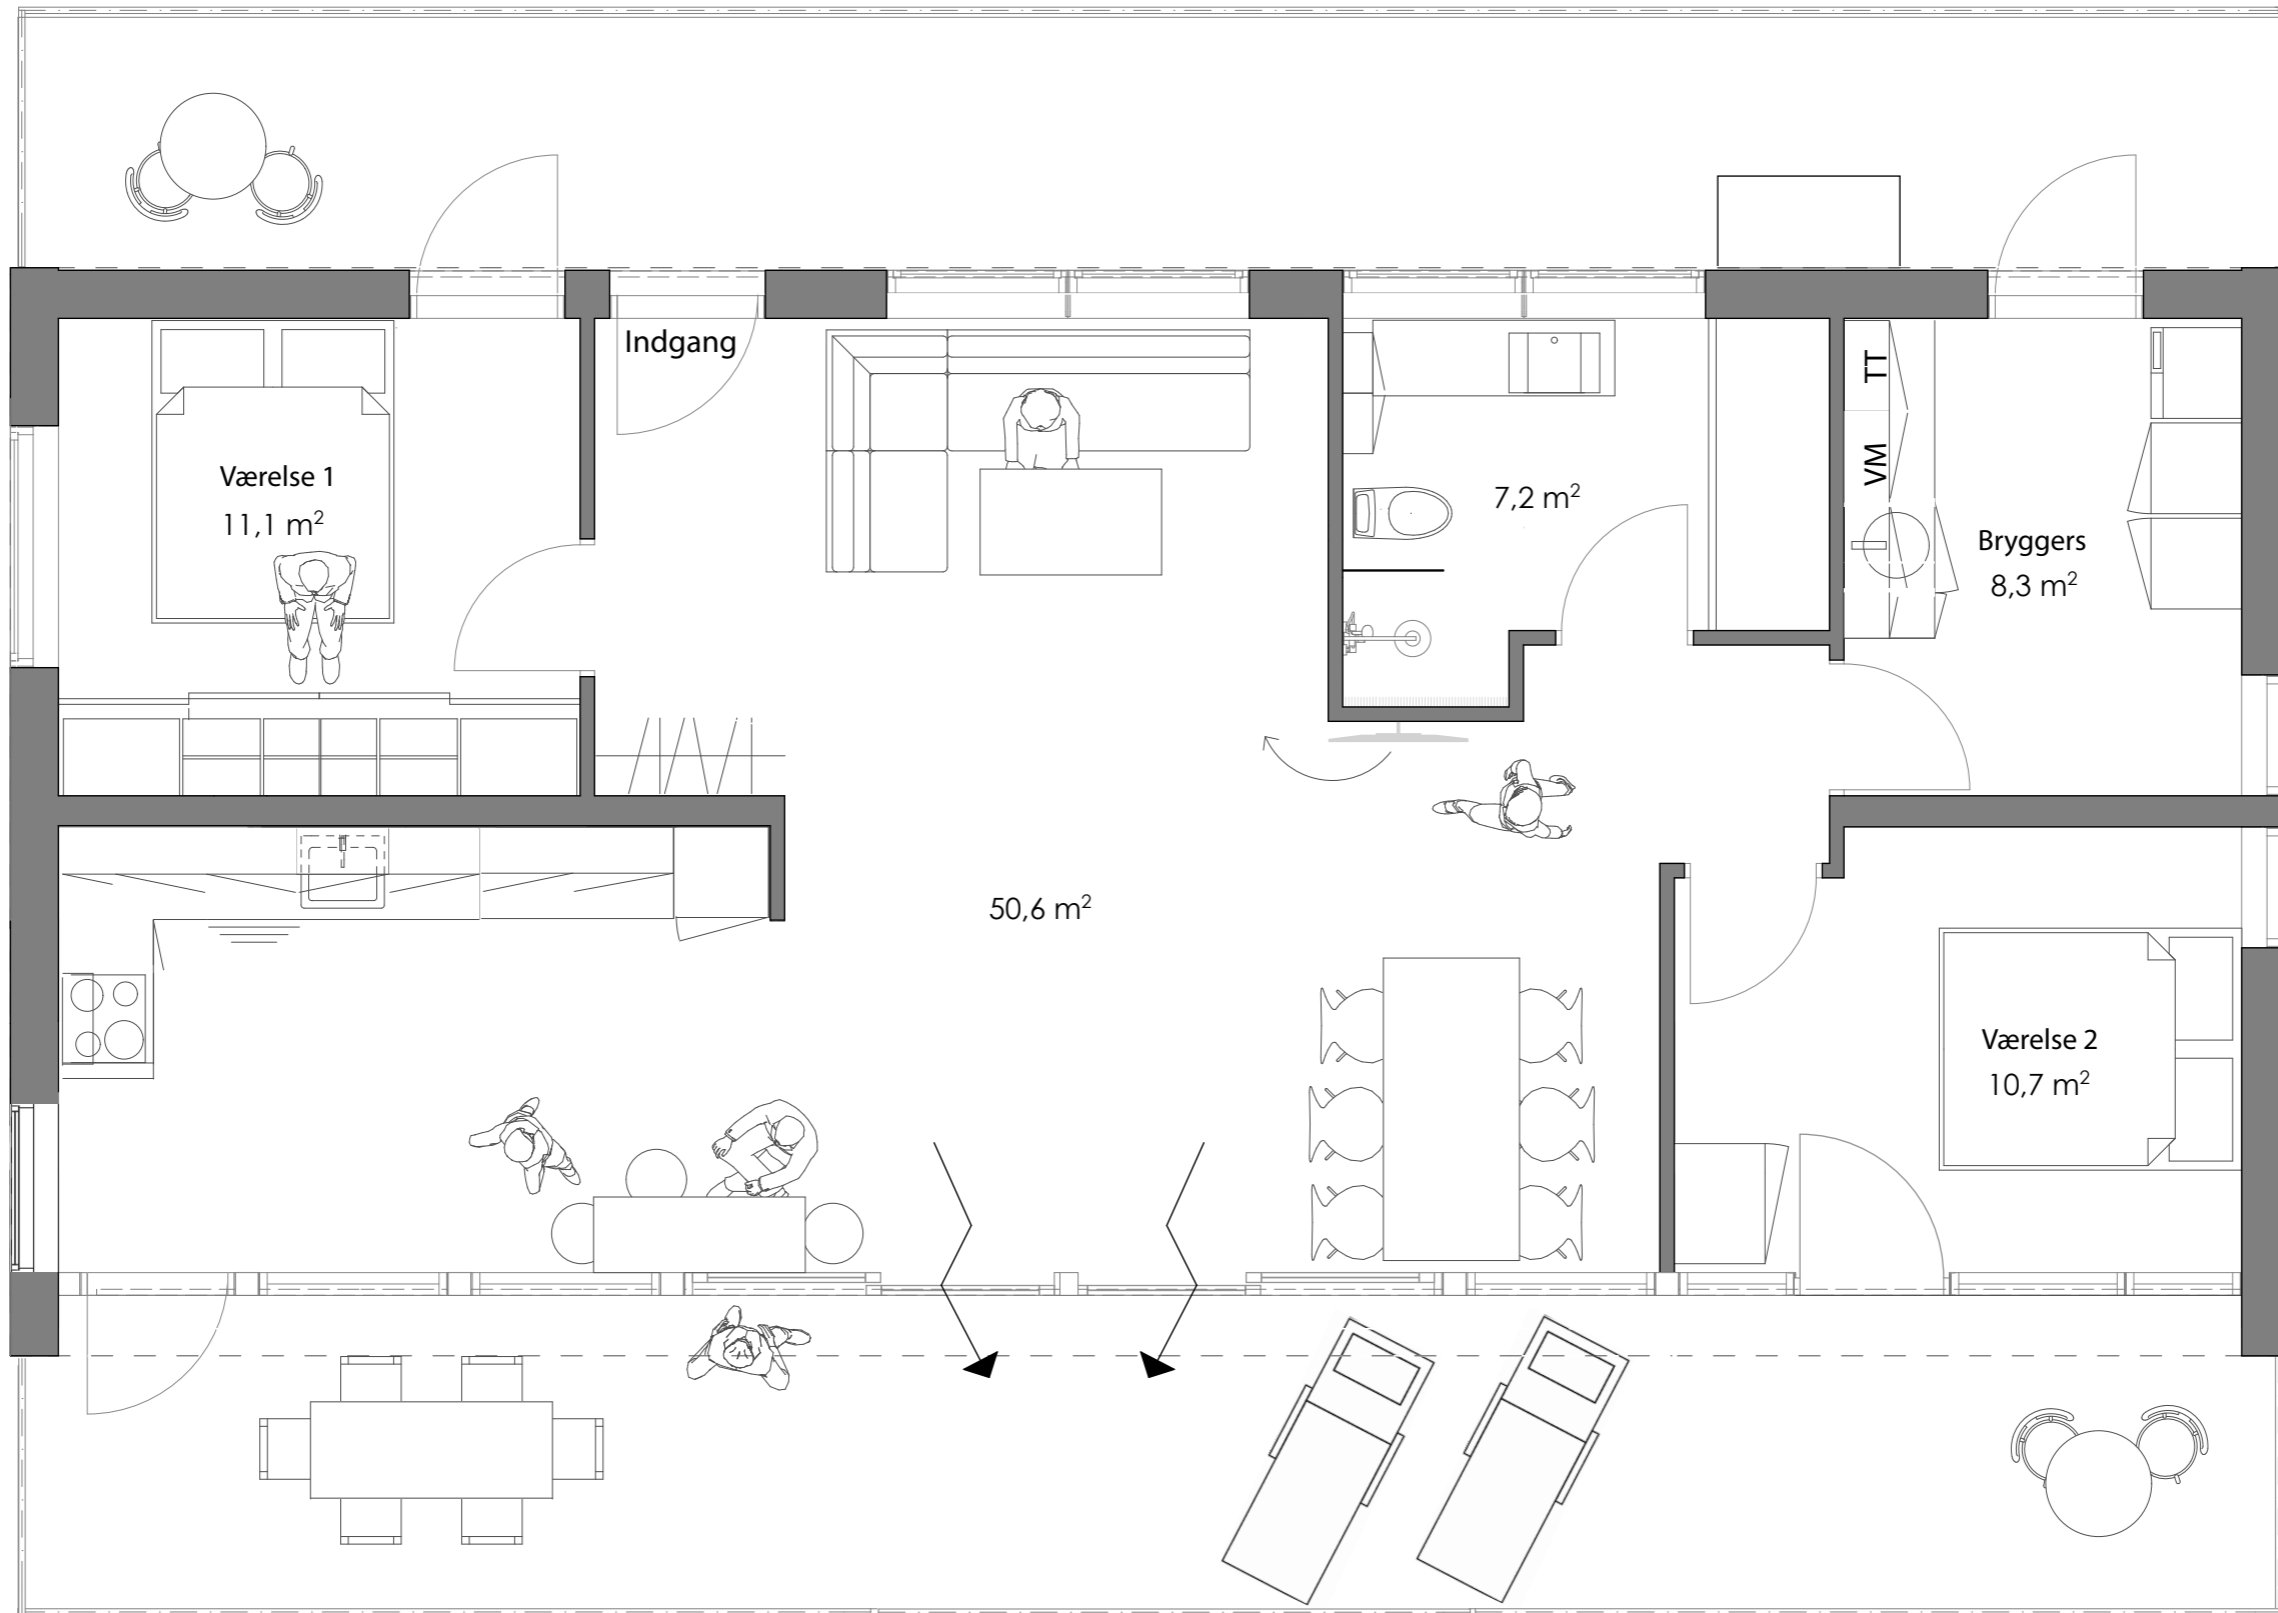 Indgang
Værelse 1
11,1 m²
7,2 m²
TT
VM
Bryggers
8,3 m²
50,6 m²
Værelse 2
10,7 m²